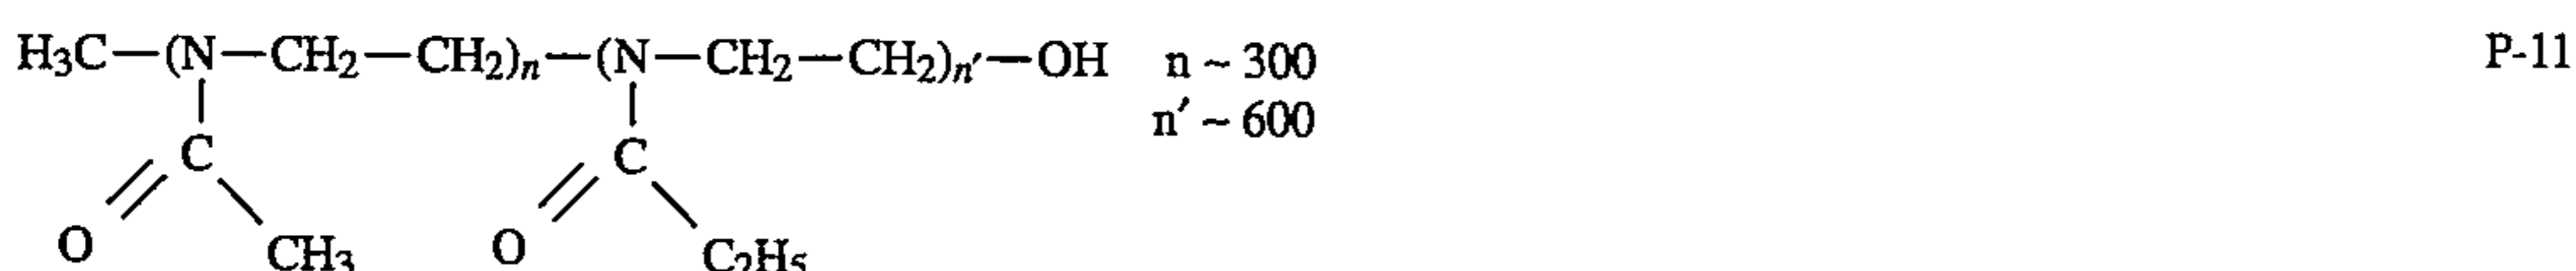 H₃C—(N—CH₂—CH₂)ₙ—(N—CH₂—CH₂)ₙ′—OH n ~ 300 P-11
n′ ~ 600
C C
O CH₃ O C₂H₅